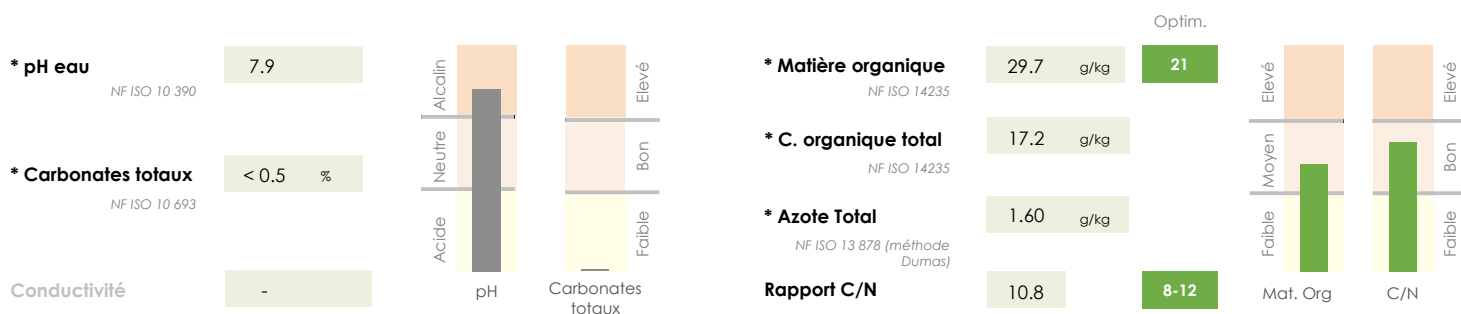 Optim.
* pH eau 7.9
NF ISO 10 390
* Carbonates totaux < 0.5 %
NF ISO 10 693
Conductivité -
Alcalin
Neutre
Acide
Elevé
Bon
Faible
pH
Carbonates
totaux
* Matière organique 29.7 g/kg 21
NF ISO 14235
* C. organique total 17.2 g/kg
NF ISO 14235
* Azote Total 1.60 g/kg
NF ISO 13 878 (méthode
Dumas)
Rapport C/N 10.8 8-12
Elevé
Moyen
Faible
Elevé
Bon
Faible
Mat. Org
C/N